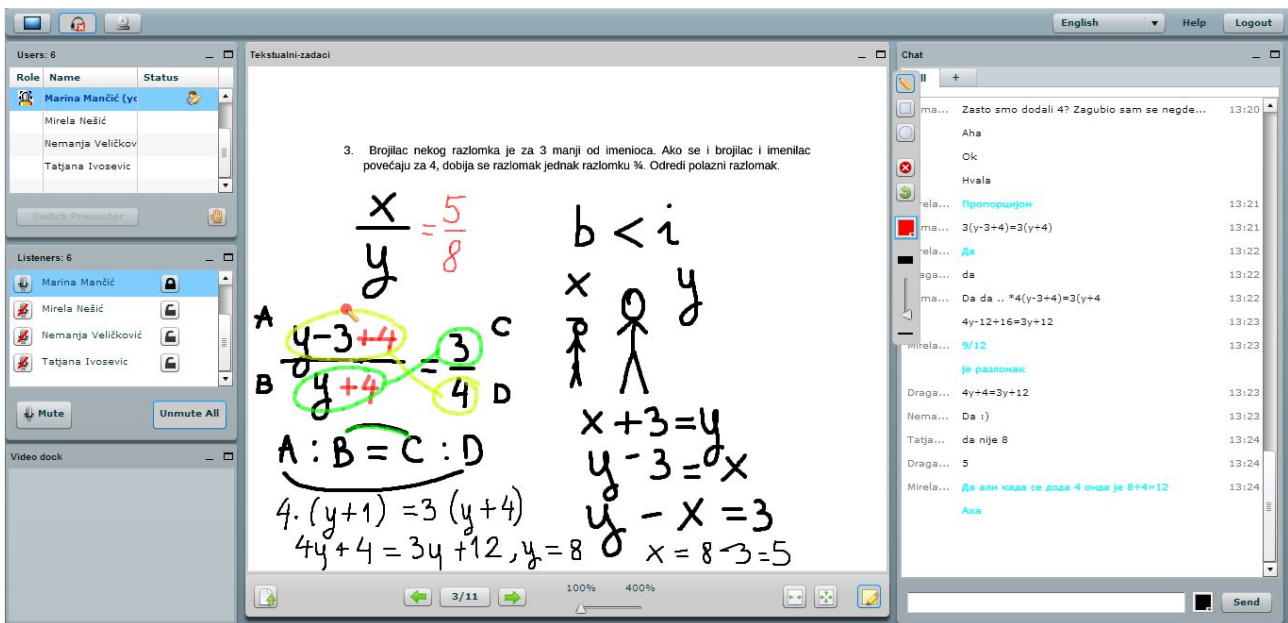 English
Help
Logout
Users: 6
Role Name Status
Marina Mančić (yo
Mirela Nešić
Nemanja Veličkov
Tatjana Ivosevic
Switch Presenter
Listeners: 6
Marina Mančić
Mirela Nešić
Nemanja Veličković
Tatjana Ivosevic
Mute
Unmute All
Video dock
Tekstualni-zadaci
3. Brojilac nekog razlomka je za 3 manji od imenioca. Ako se i brojilac i imenilac
povećaju za 4, dobija se razlomak jednak razlomku ¾. Odredi polazni razlomak.
x/y = 5/8
A
y-3+4
B
y+4
=
3
C
4
D
A : B = C : D
4. (y+1) = 3 (y+4)
4y+4 = 3y+12, y=8
b < i
x y
x+3=y
y-3=x
y-x=3
x = 8-3=5
3/11
100% 400%
Chat
+
ma... Zasto smo dodali 4? Zagubio sam se negde... 13:20
Aha
Ok
Hvala
rela... Пропорцијон 13:21
ma... 3(y-3+4)=3(y+4) 13:21
rela... Да 13:22
aga... da 13:22
ma... Da da .. *4(y-3+4)=3(y+4 13:22
4y-12+16=3y+12 13:23
Mirela... 9/12 13:23
је разломак
Draga... 4y+4=3y+12 13:23
Nema... Da :) 13:23
Tatja... da nije 8 13:24
Draga... 5 13:24
Mirela... Да али када се дода 4 онда је 8+4=12 13:24
Аха
Send